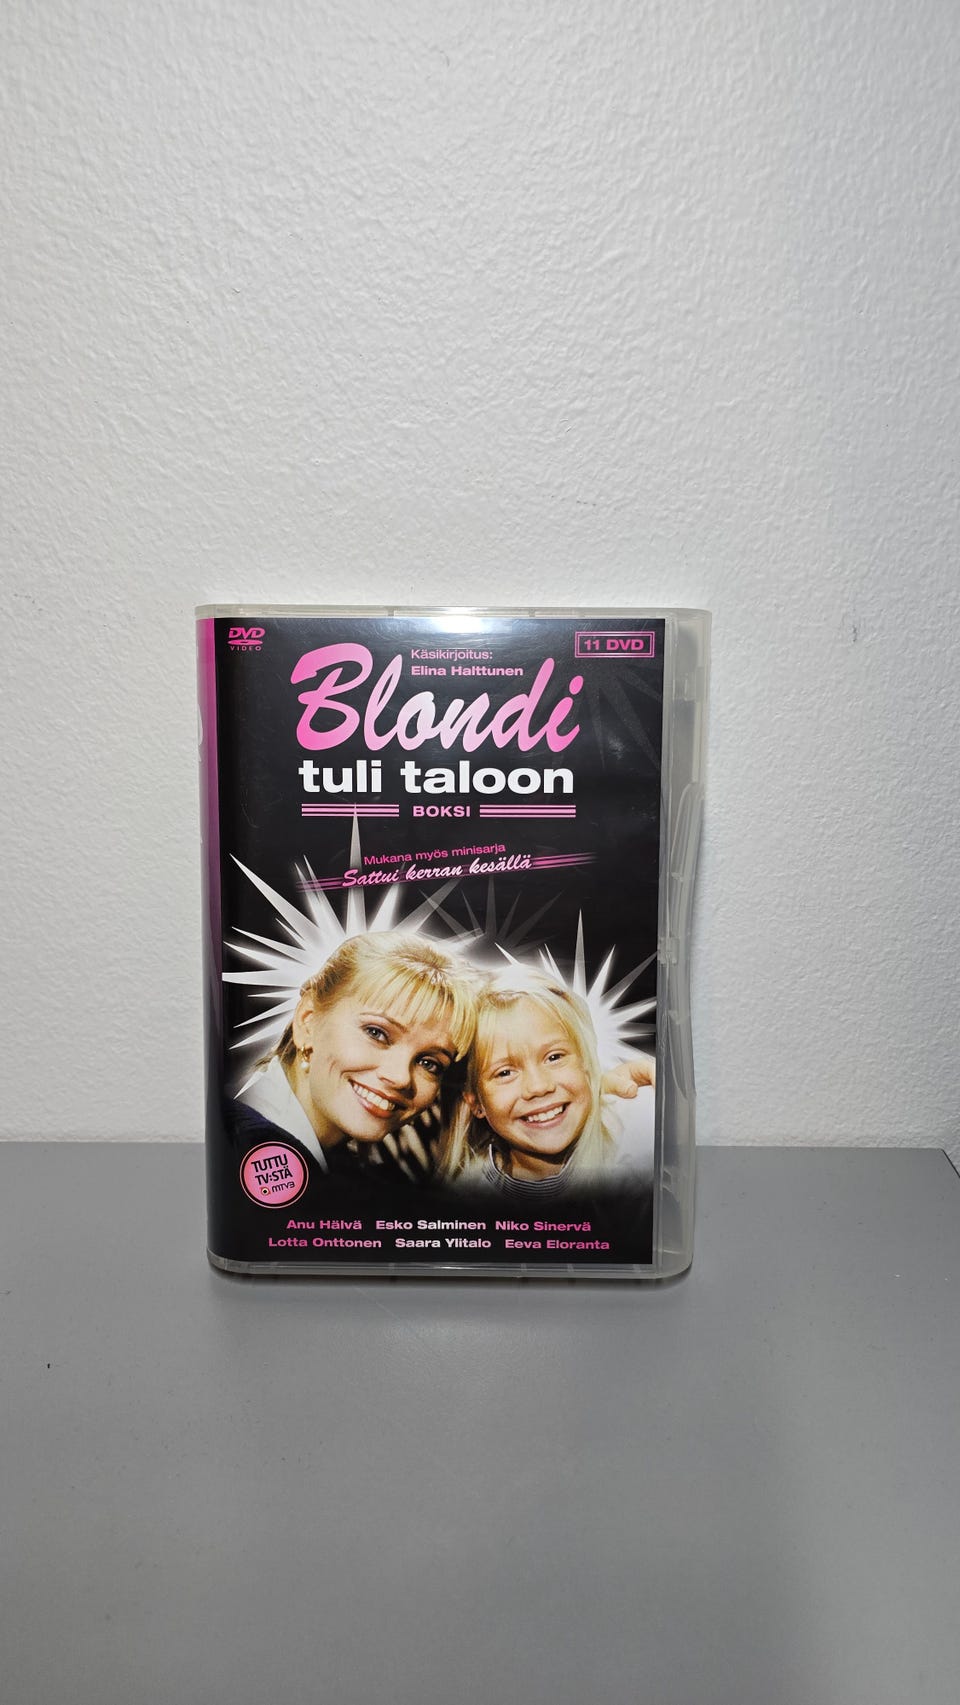 DVD
VIDEO
11 DVD
Käsikirjoitus:
Elina Halttunen
Blondi
tuli taloon
BOKSI
Mukana myös minisarja
Sattui kerran kesällä
TUTTU
TV:STÄ
MTV3
Anu Hälvä Esko Salminen Niko Sinervä
Lotta Onttonen Saara Ylitalo Eeva Eloranta